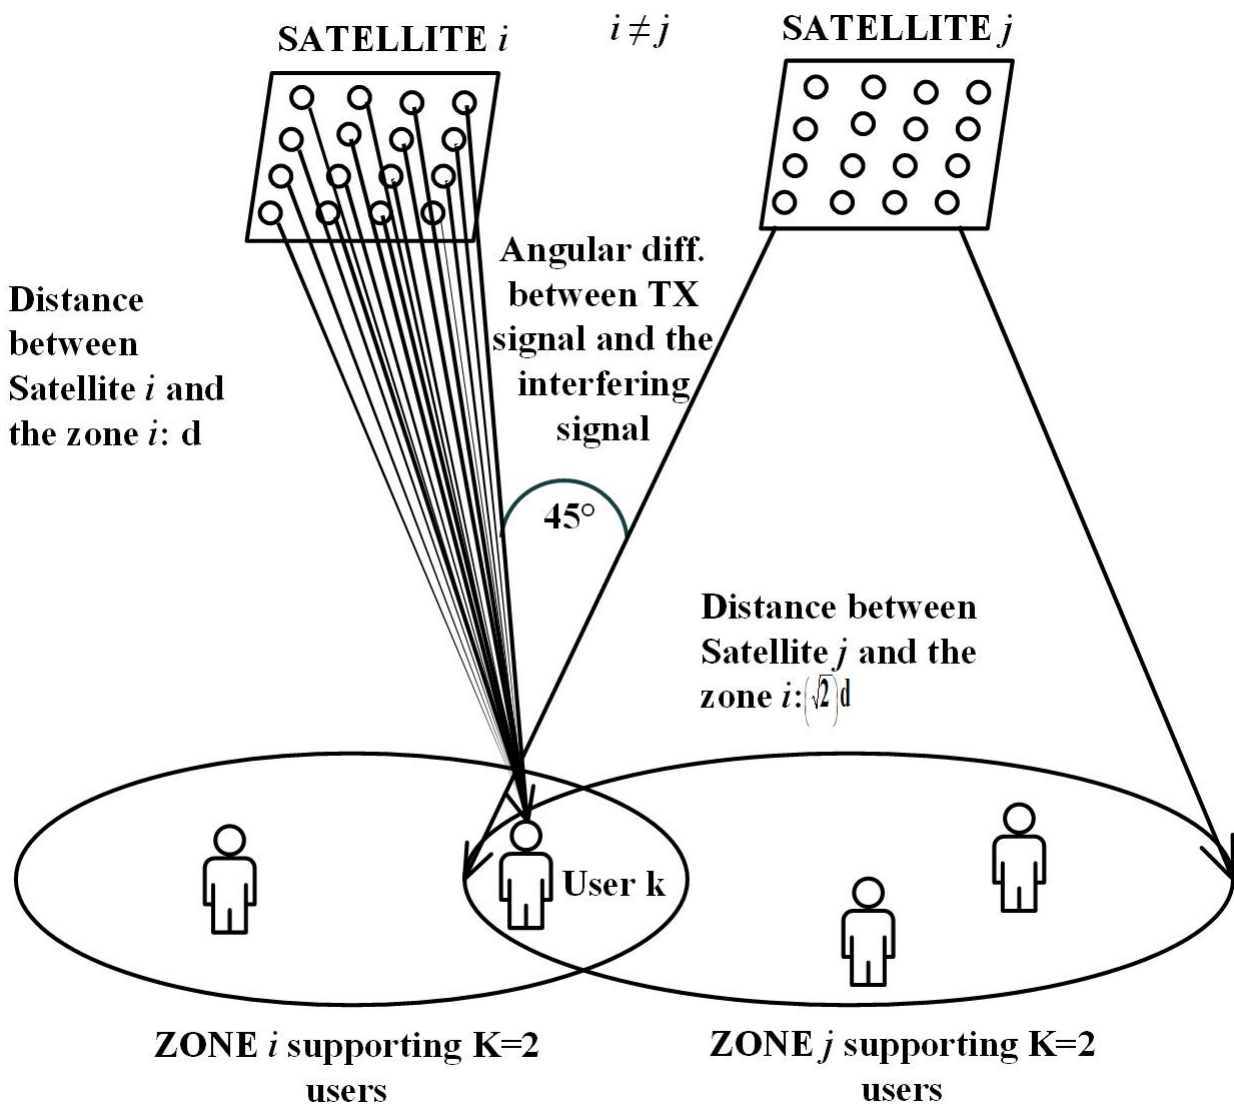 SATELLITE i
i ≠ j
SATELLITE j
Distance
between
Satellite i and
the zone i: d
Angular diff.
between TX
signal and the
interfering
signal
45°
Distance between
Satellite j and the
zone i:(√2)d
User k
ZONE i supporting K=2
users
ZONE j supporting K=2
users